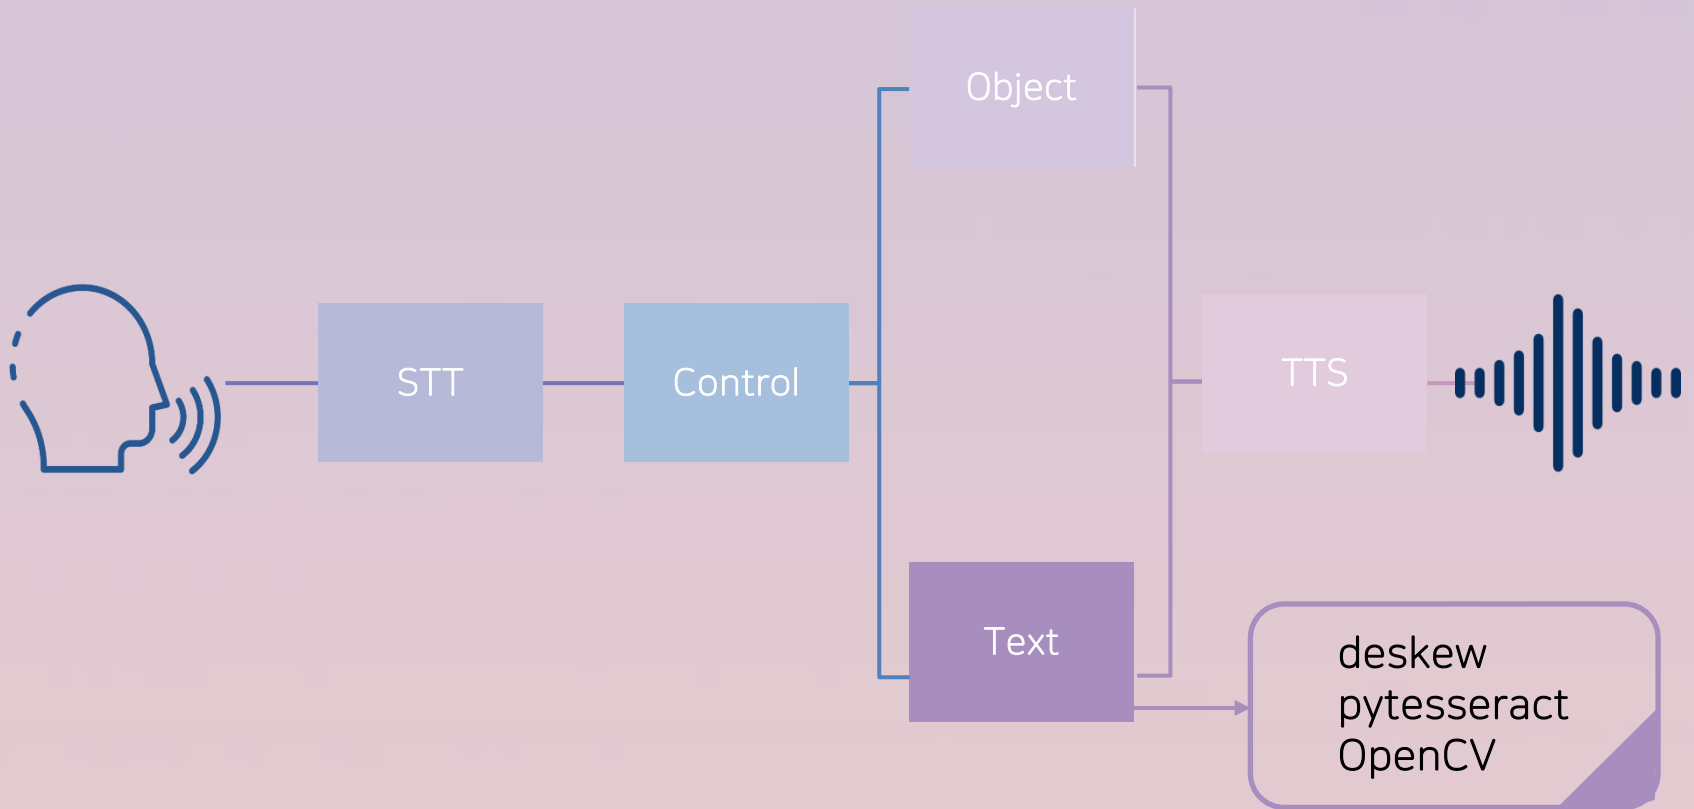 Object
STT
Control
TTS
Text
deskew
pytesseract
OpenCV